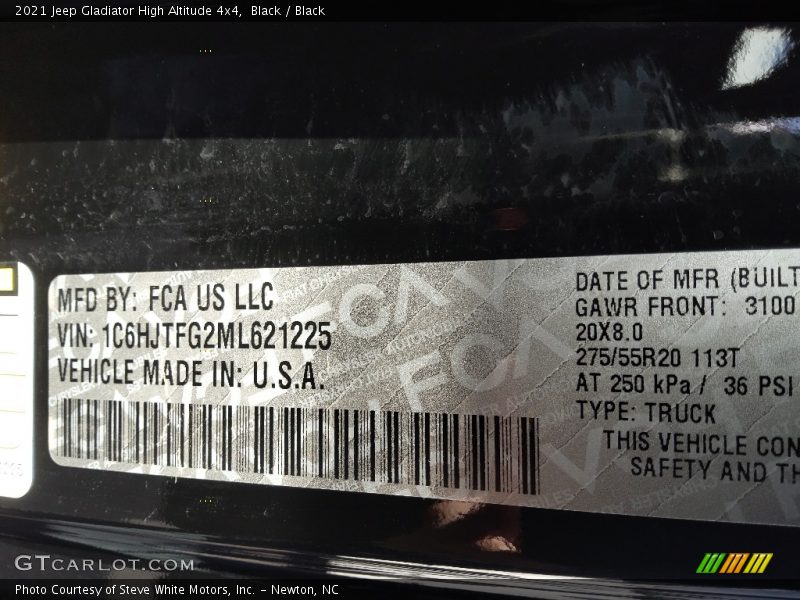 2021 Jeep Gladiator High Altitude 4x4,  Black / Black
MFD BY: FCA US LLC
VIN: 1C6HJTFG2ML621225
VEHICLE MADE IN: U.S.A.
DATE OF MFR (BUILT
GAWR FRONT: 3100
20X8.0
275/55R20 113T
AT 250 kPa / 36 PSI
TYPE: TRUCK
THIS VEHICLE CON
SAFETY AND TH
GTCARLOT.COM
Photo Courtesy of Steve White Motors, Inc. – Newton, NC